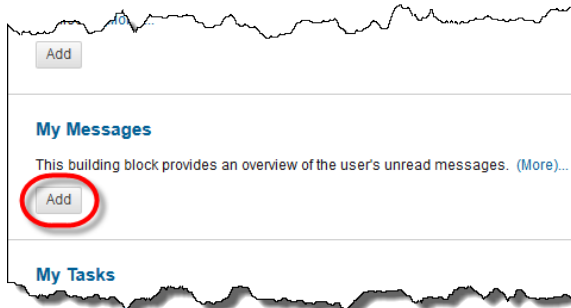 Add
My Messages
This building block provides an overview of the user's unread messages. (More)...
Add
My Tasks